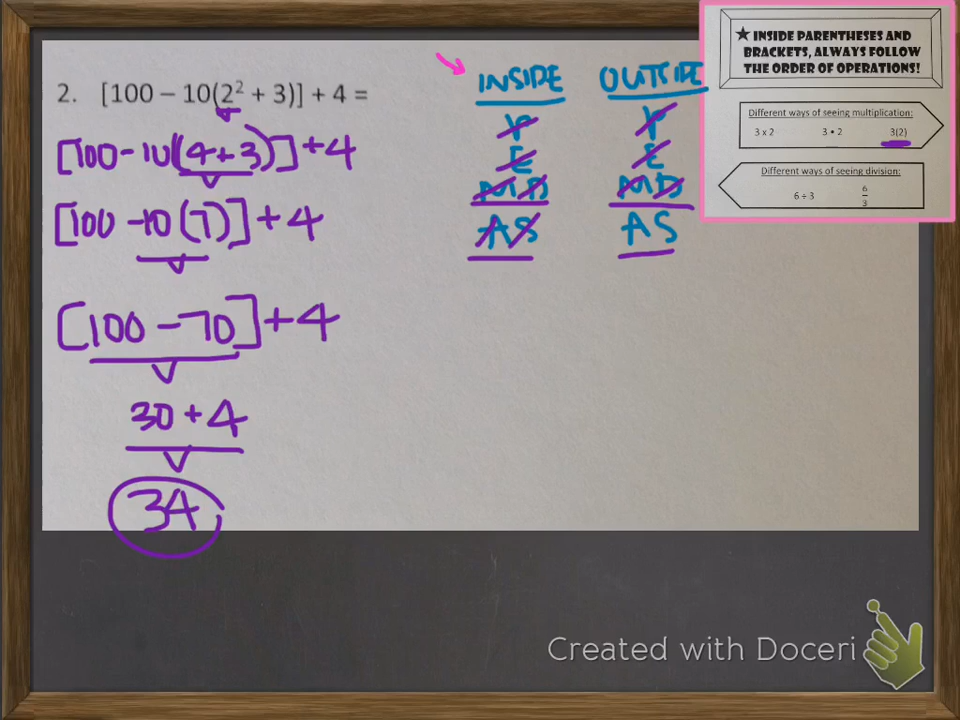 2. [100 – 10(2² + 3)] + 4 =
[100-10(4+3)]+4
[100 -10(7)]+4
[100 -70]+4
30+4
34
INSIDE
P
E
MD
AS
OUTSIDE
P
E
MD
AS
★ INSIDE PARENTHESES AND
BRACKETS, ALWAYS FOLLOW
THE ORDER OF OPERATIONS!
Different ways of seeing multiplication:
3 x 2 3 • 2 3(2)
Different ways of seeing division:
6 ÷ 3 6/3
Created with Doceri